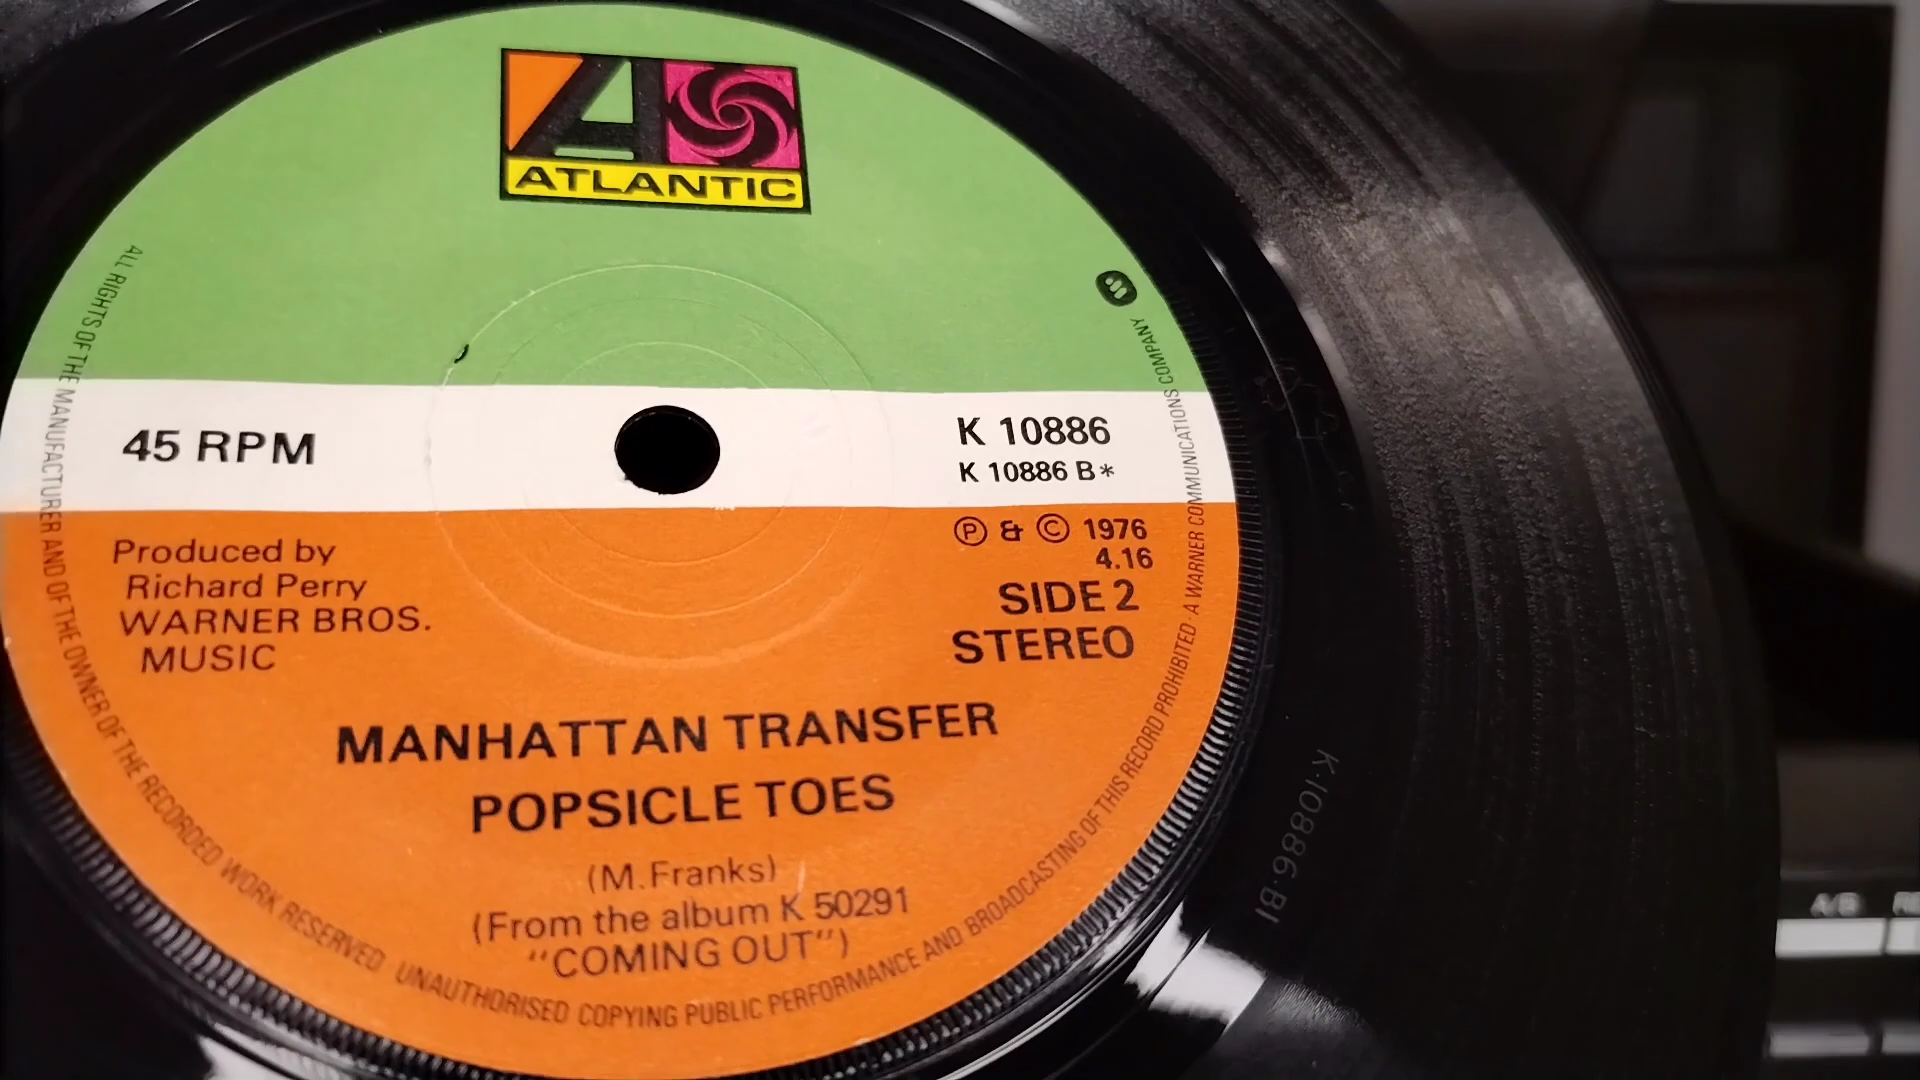 ATLANTIC
45 RPM
K 10886
K 10886 B*
Ⓟ & © 1976
4.16
SIDE 2
STEREO
Produced by
Richard Perry
WARNER BROS.
MUSIC
MANHATTAN TRANSFER
POPSICLE TOES
(M.Franks)
(From the album K 50291
"COMING OUT")
ALL RIGHTS OF THE MANUFACTURER AND OF THE OWNER OF THE RECORDED WORK RESERVED UNAUTHORISED COPYING PUBLIC PERFORMANCE AND BROADCASTING OF THIS RECORD PROHIBITED · A WARNER COMMUNICATIONS COMPANY
K·10886·B1
A/B